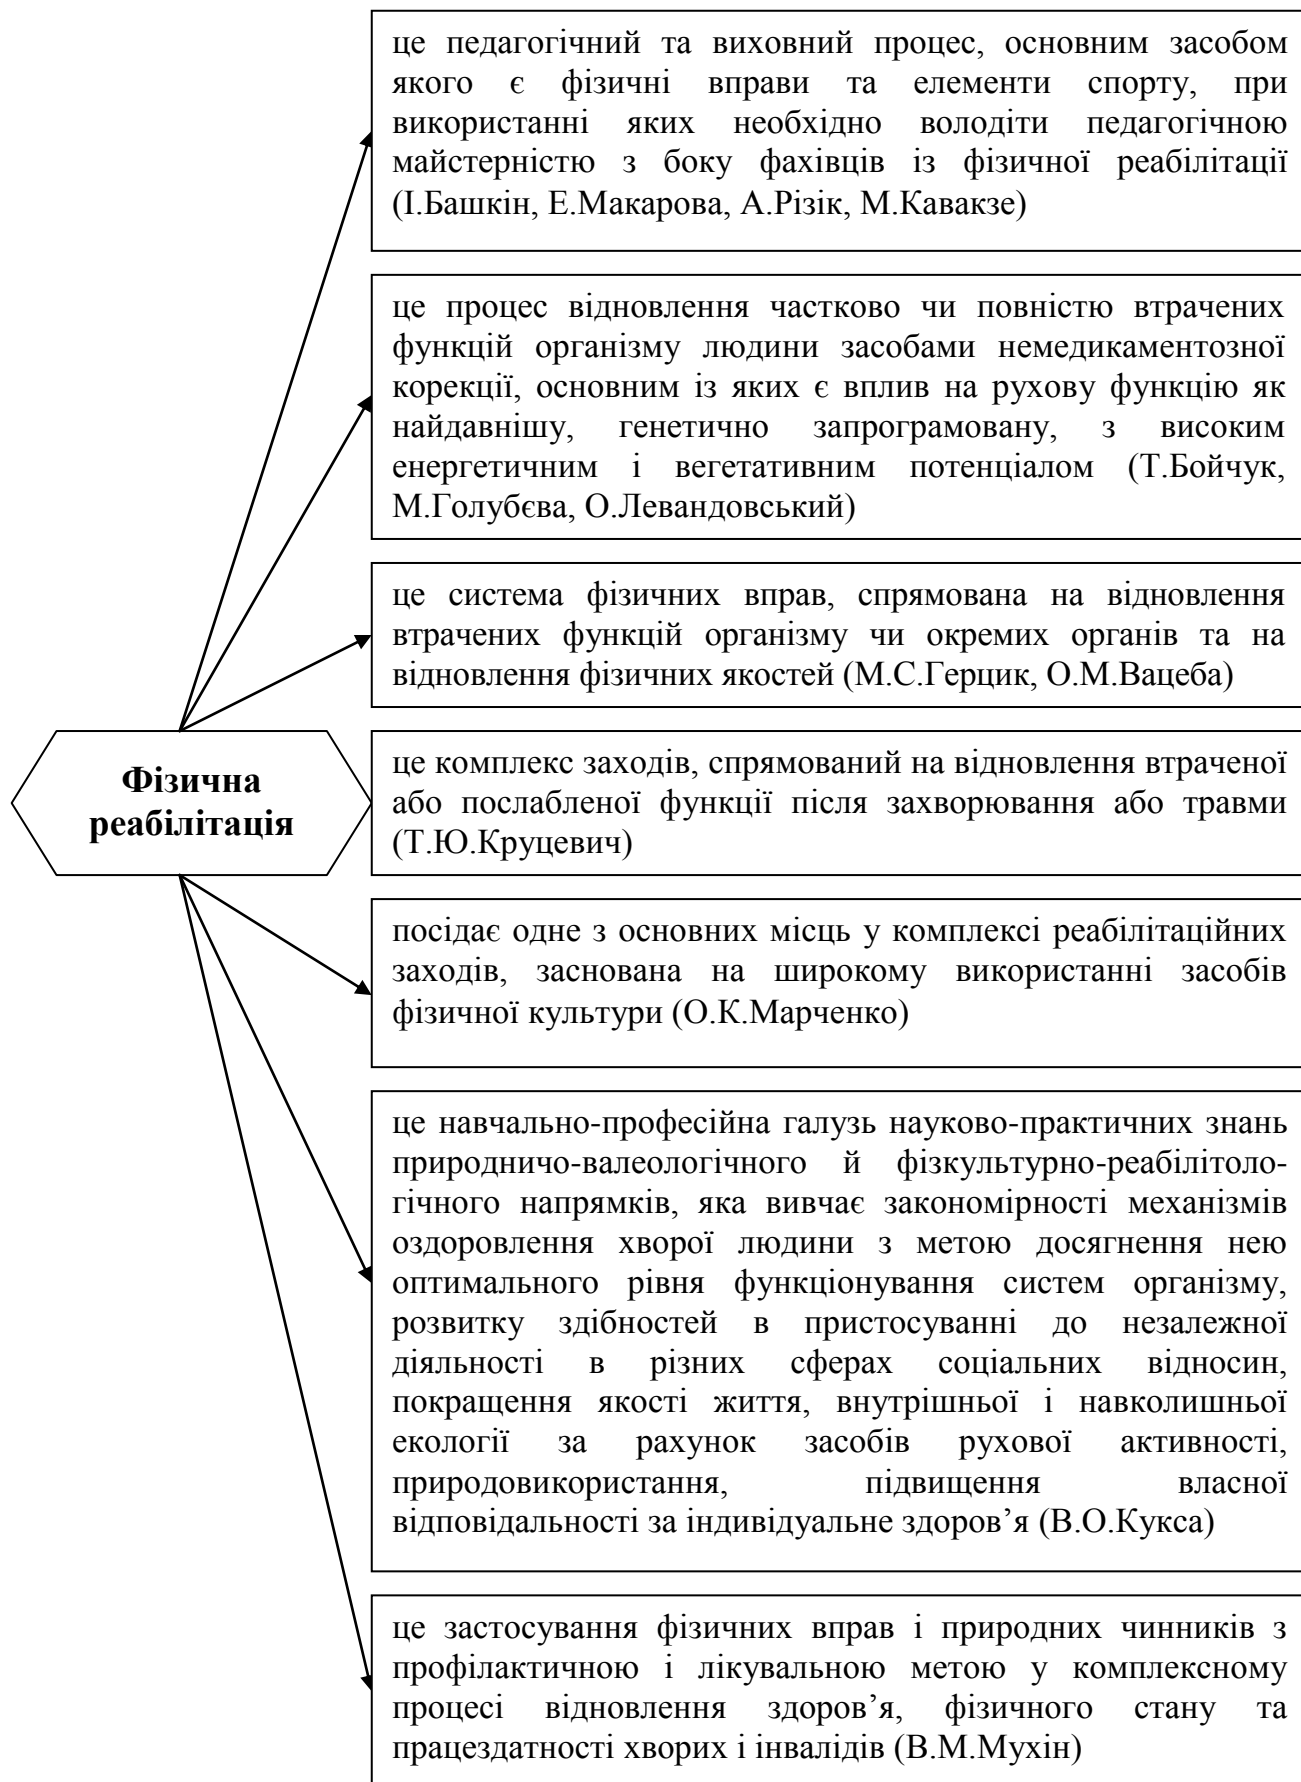 це педагогічний та виховний процес, основним засобом
якого є фізичні вправи та елементи спорту, при
використанні яких необхідно володіти педагогічною
майстерністю з боку фахівців із фізичної реабілітації
(І.Башкін, Е.Макарова, А.Різік, М.Кавакзе)
це процес відновлення частково чи повністю втрачених
функцій організму людини засобами немедикаментозної
корекції, основним із яких є вплив на рухову функцію як
найдавнішу, генетично запрограмовану, з високим
енергетичним і вегетативним потенціалом (Т.Бойчук,
М.Голубєва, О.Левандовський)
це система фізичних вправ, спрямована на відновлення
втрачених функцій організму чи окремих органів та на
відновлення фізичних якостей (М.С.Герцик, О.М.Вацеба)
Фізична
реабілітація
це комплекс заходів, спрямований на відновлення втраченої
або послабленої функції після захворювання або травми
(Т.Ю.Круцевич)
посідає одне з основних місць у комплексі реабілітаційних
заходів, заснована на широкому використанні засобів
фізичної культури (О.К.Марченко)
це навчально-професійна галузь науково-практичних знань
природничо-валеологічного й фізкультурно-реабілітоло-
гічного напрямків, яка вивчає закономірності механізмів
оздоровлення хворої людини з метою досягнення нею
оптимального рівня функціонування систем організму,
розвитку здібностей в пристосуванні до незалежної
діяльності в різних сферах соціальних відносин,
покращення якості життя, внутрішньої і навколишньої
екології за рахунок засобів рухової активності,
природовикористання, підвищення власної
відповідальності за індивідуальне здоров’я (В.О.Кукса)
це застосування фізичних вправ і природних чинників з
профілактичною і лікувальною метою у комплексному
процесі відновлення здоров’я, фізичного стану та
працездатності хворих і інвалідів (В.М.Мухін)